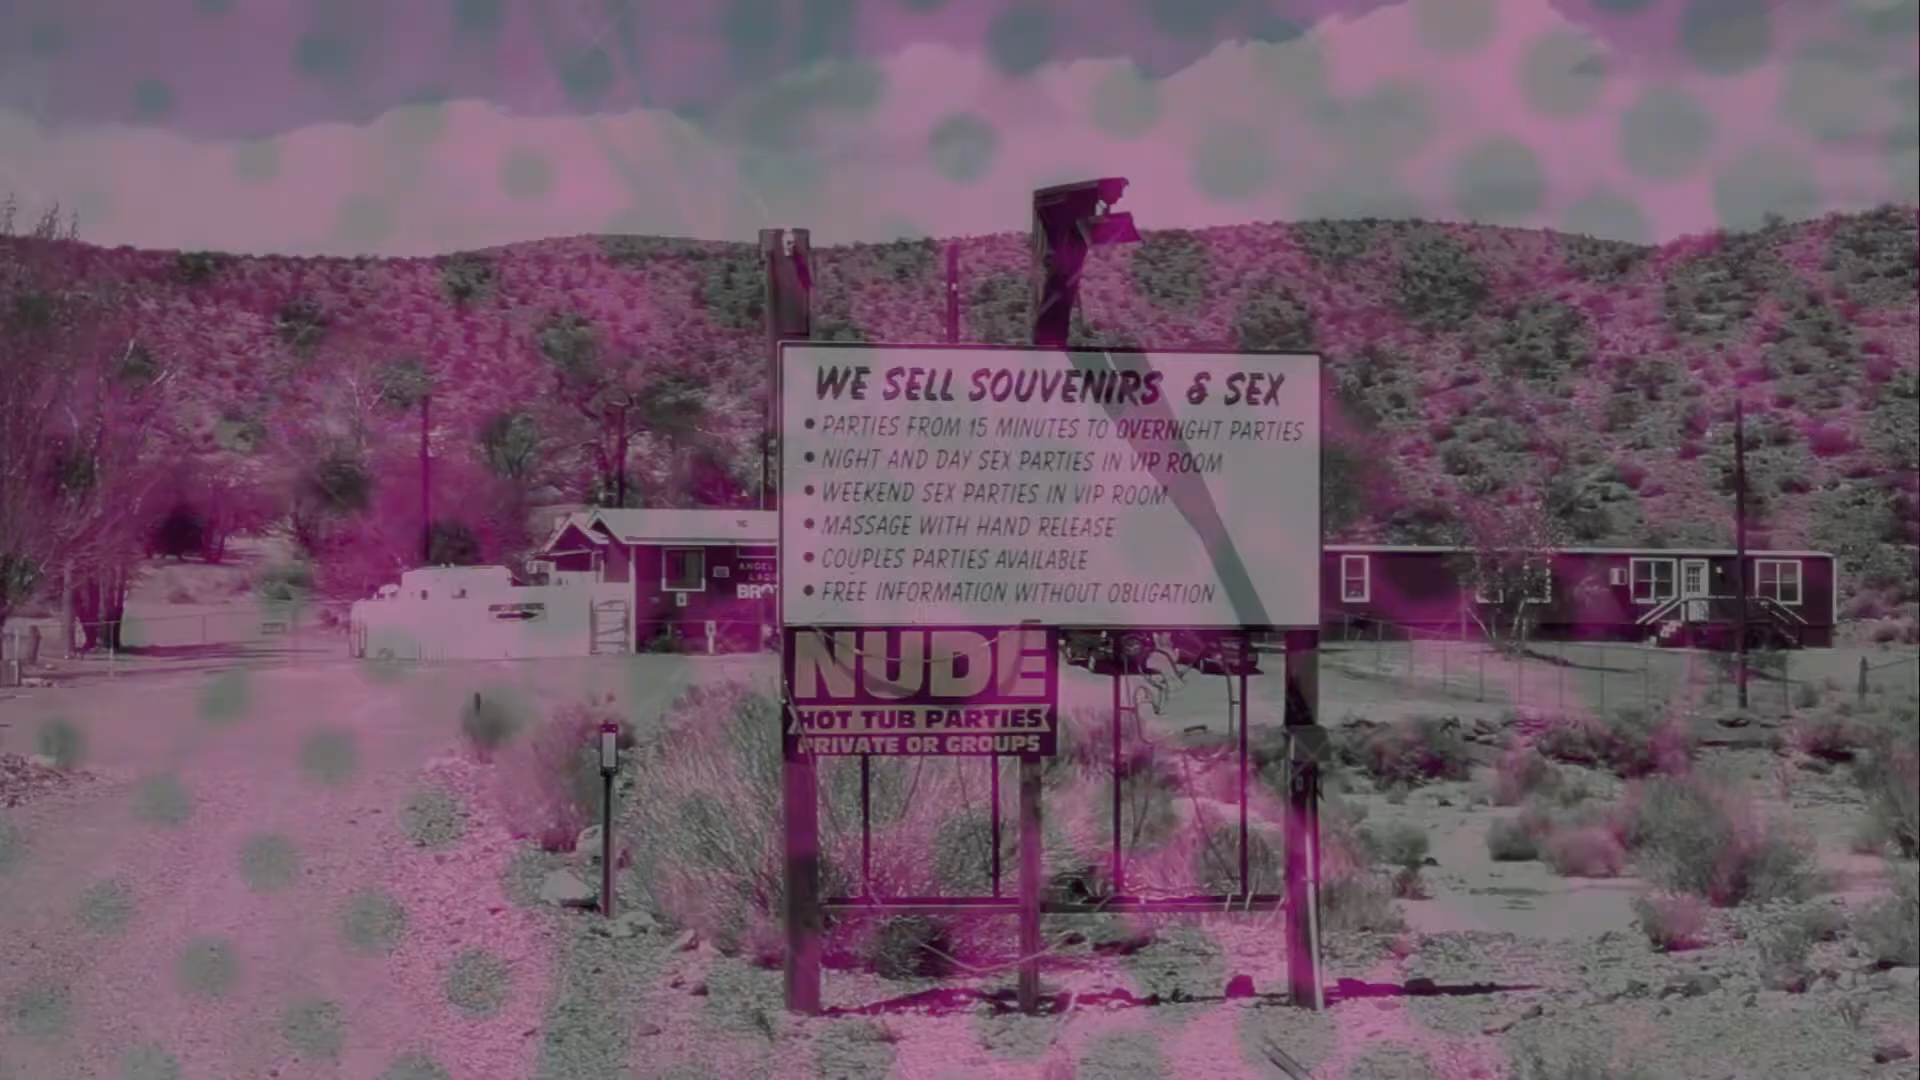 WE SELL SOUVENIRS & SEX
• PARTIES FROM 15 MINUTES TO OVERNIGHT PARTIES
• NIGHT AND DAY SEX PARTIES IN VIP ROOM
• WEEKEND SEX PARTIES IN VIP ROOM
• MASSAGE WITH HAND RELEASE
• COUPLES PARTIES AVAILABLE
• FREE INFORMATION WITHOUT OBLIGATION
NUDE
HOT TUB PARTIES
PRIVATE OR GROUPS